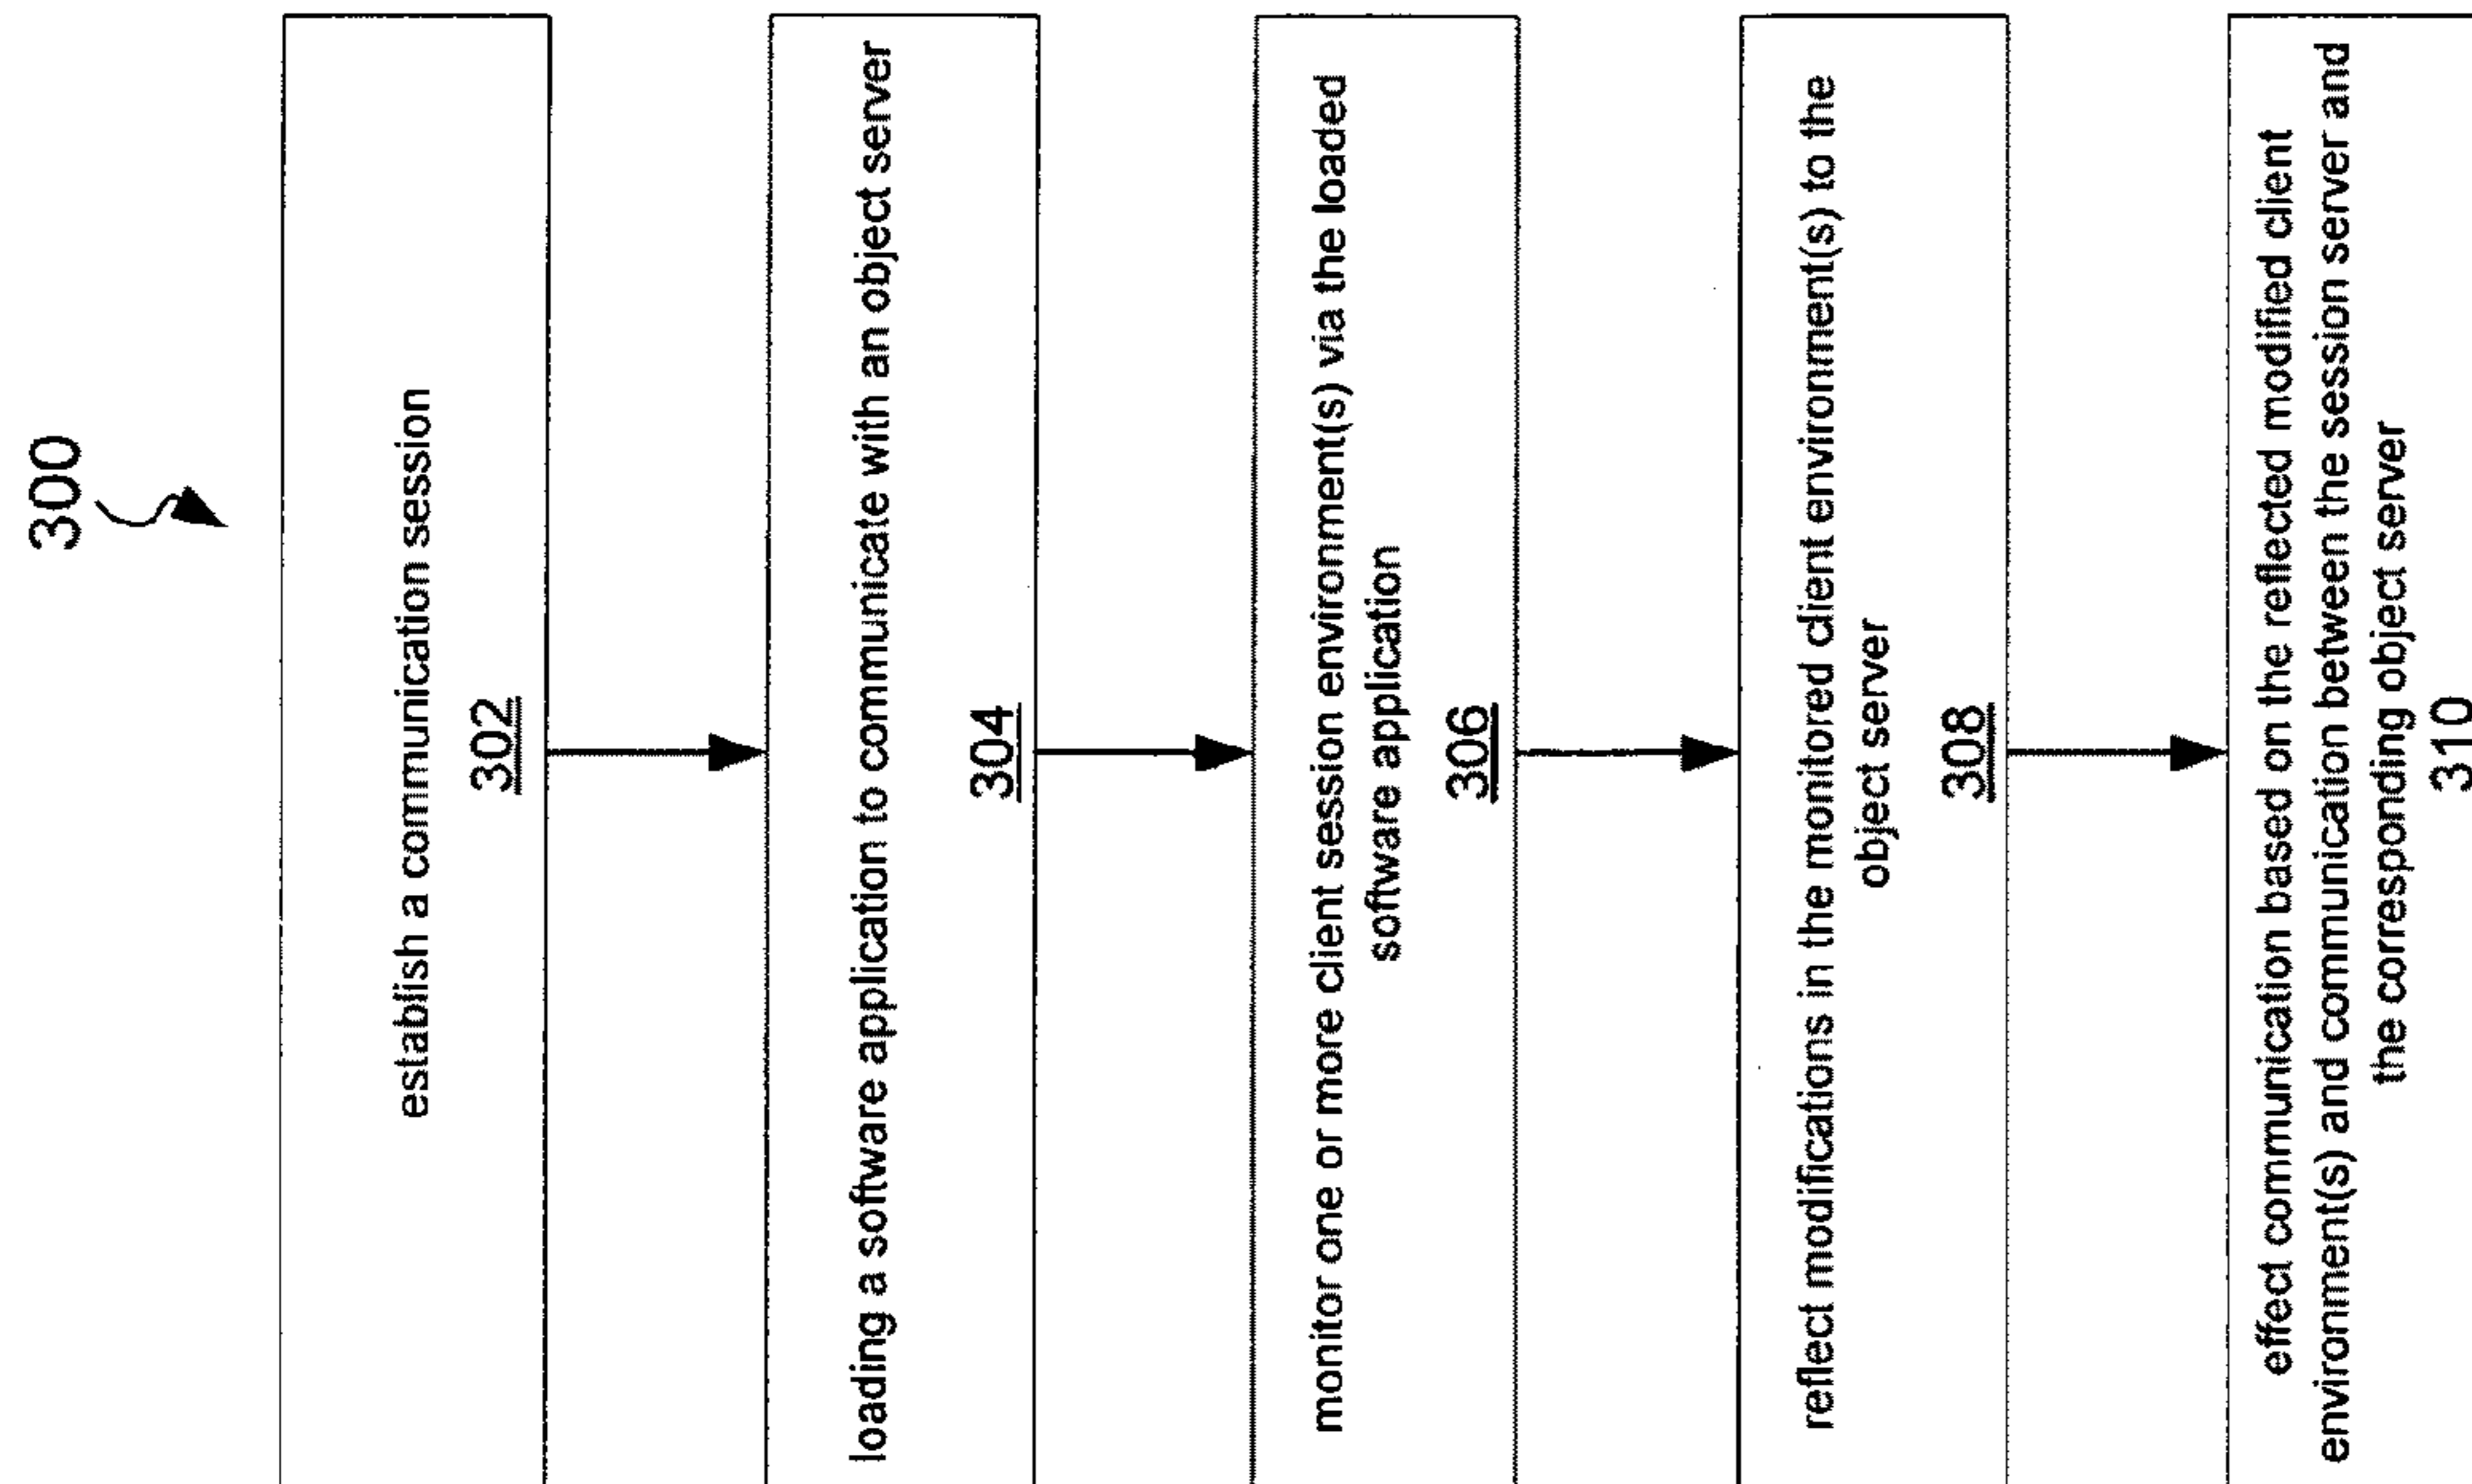 300
establish a communication session
302
loading a software application to communicate with an object server
304
monitor one or more client session environment(s) via the loaded
software application
306
reflect modifications in the monitored client environment(s) to the
object server
308
effect communication based on the reflected modified client
environment(s) and communication between the session server and
the corresponding object server
310